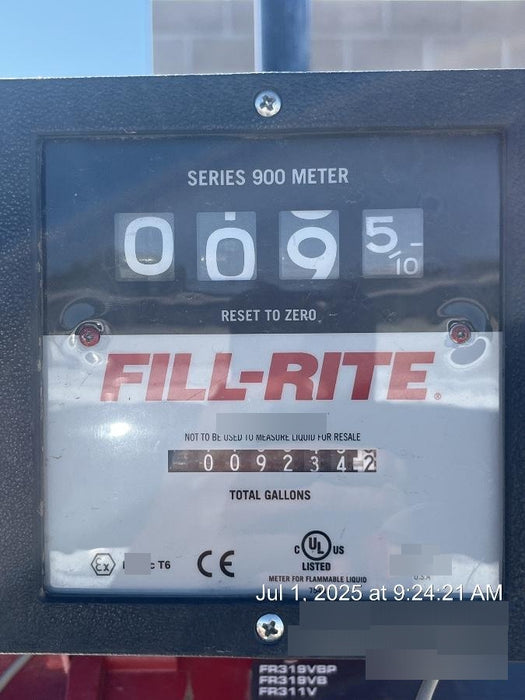 SERIES 900 METER
0 0 9 5/10
RESET TO ZERO
FILL-RITE®
NOT TO BE USED TO MEASURE LIQUID FOR RESALE
0 0 9 2 3 4 2
TOTAL GALLONS
Ex T6 CE C UL US
LISTED
METER FOR FLAMMABLE LIQUID
U.S.A
Jul 1, 2025 at 9:24:21 AM
FR319VBP
FR319VB
FR311V